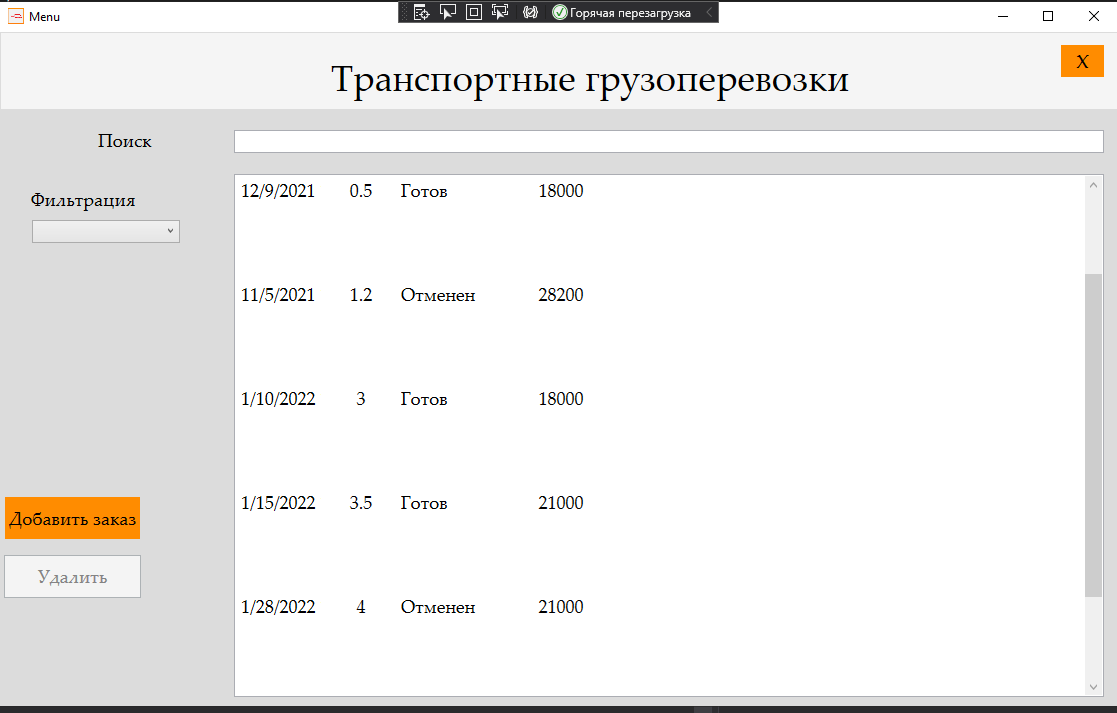 Menu
Горячая перезагрузка
Транспортные грузоперевозки
X
Поиск
Фильтрация
12/9/2021 0.5 Готов 18000
11/5/2021 1.2 Отменен 28200
1/10/2022 3 Готов 18000
1/15/2022 3.5 Готов 21000
Добавить заказ
Удалить
1/28/2022 4 Отменен 21000